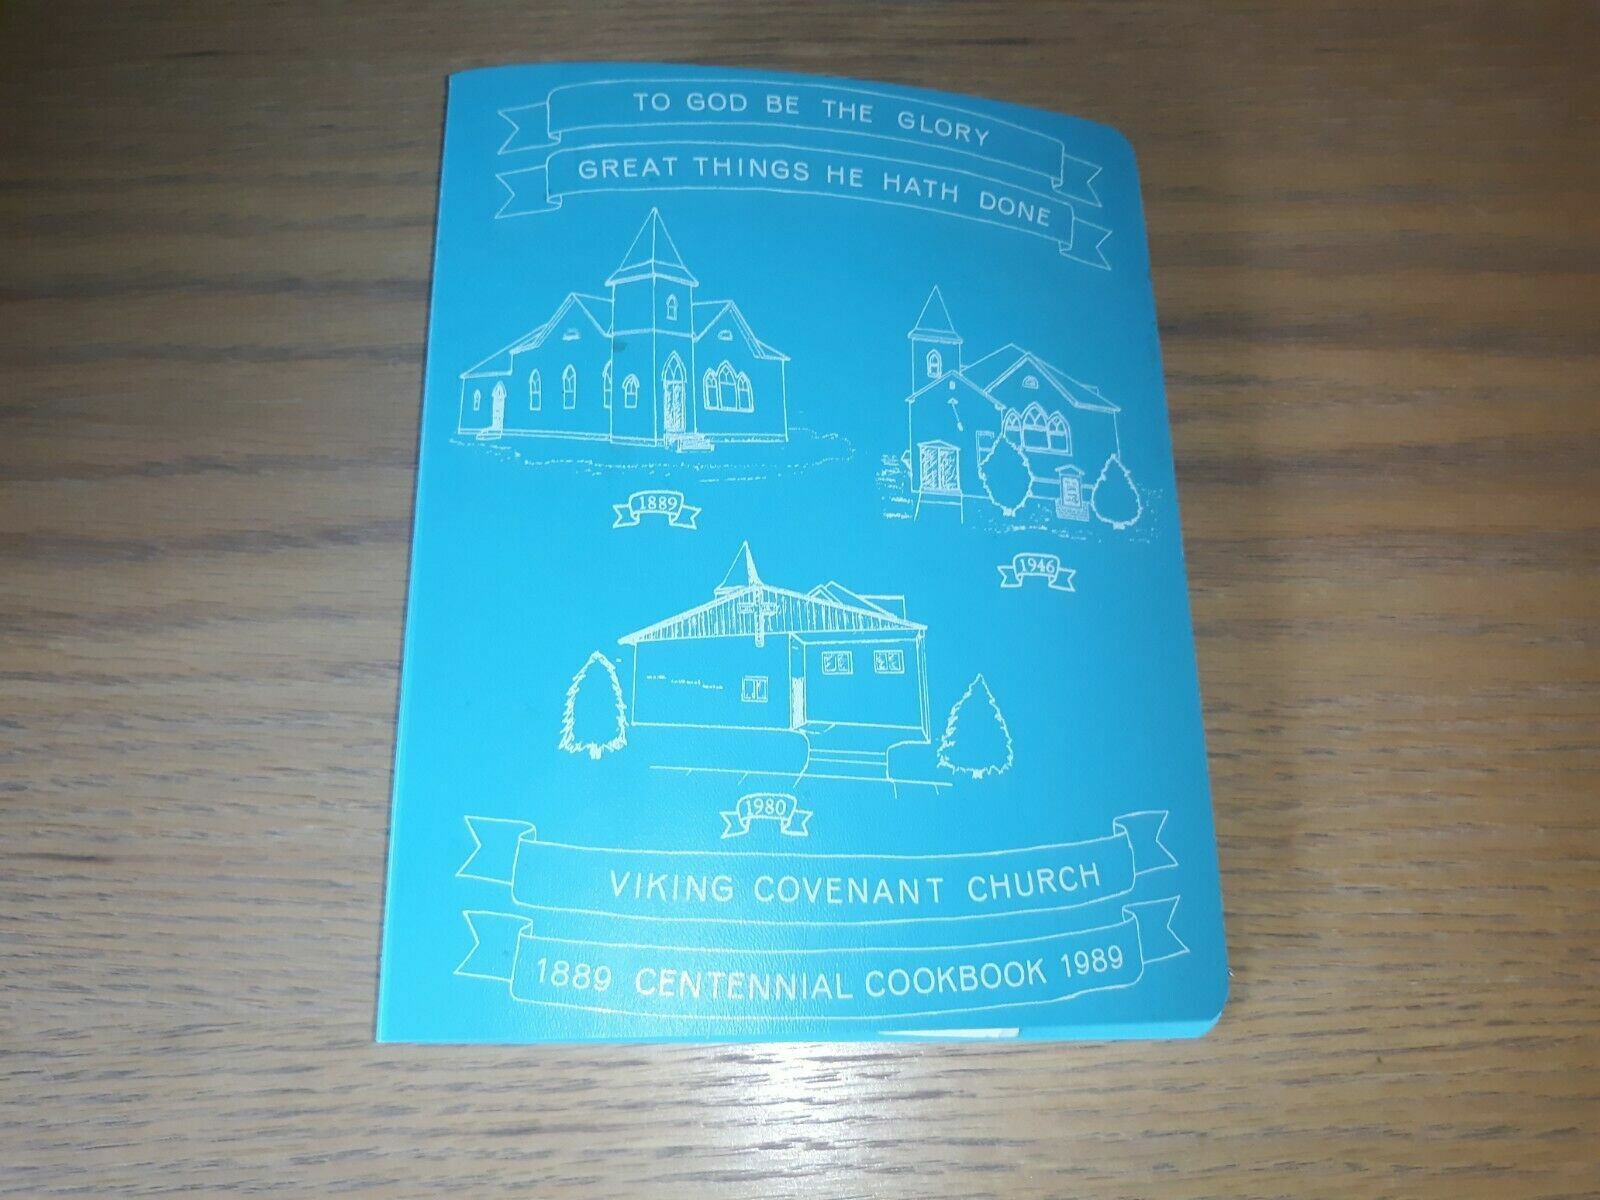 TO GOD BE THE GLORY
GREAT THINGS HE HATH DONE
1889
1946
1980
VIKING COVENANT CHURCH
1889 CENTENNIAL COOKBOOK 1989